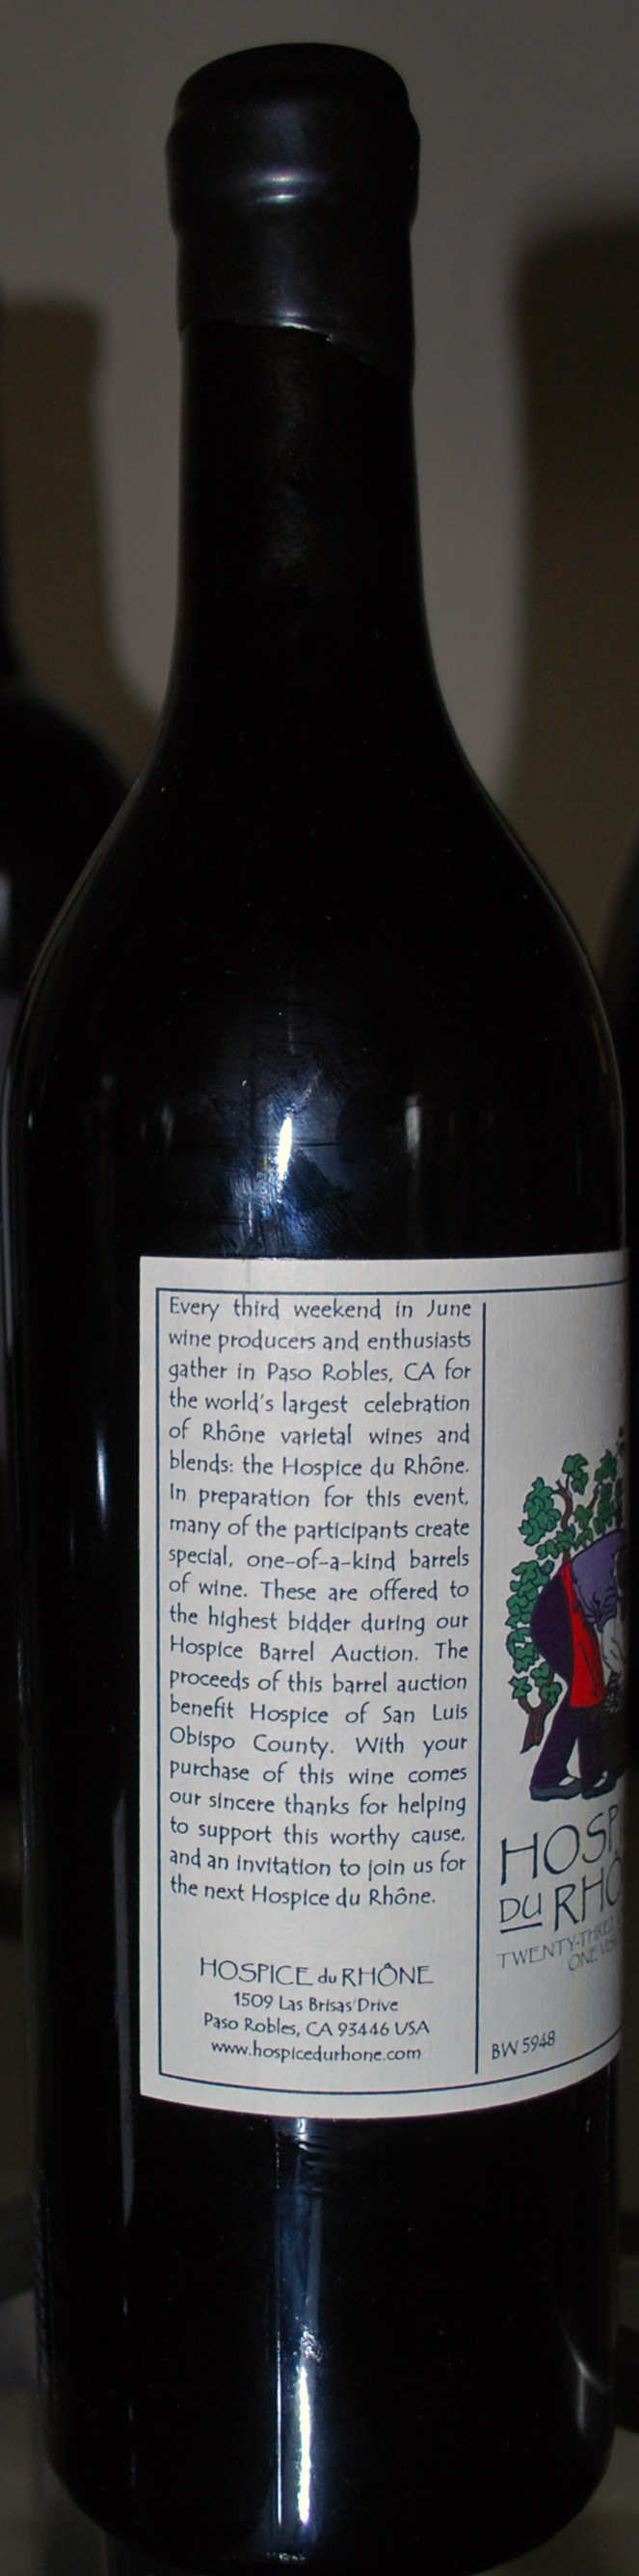 Every third weekend in June
wine producers and enthusiasts
gather in Paso Robles, CA for
the world's largest celebration
of Rhône varietal wines and
blends: the Hospice du Rhône.
In preparation for this event,
many of the participants create
special, one-of-a-kind barrels
of wine. These are offered to
the highest bidder during our
Hospice Barrel Auction. The
proceeds of this barrel auction
benefit Hospice of San Luis
Obispo County. With your
purchase of this wine comes
our sincere thanks for helping
to support this worthy cause,
and an invitation to join us for
the next Hospice du Rhône.
HOSPICE du RHÔNE
1509 Las Brisas Drive
Paso Robles, CA 93446 USA
www.hospicedurhone.com
HOSP
DU RHÔ
TWENTY-THREE
ONE
BW 5948